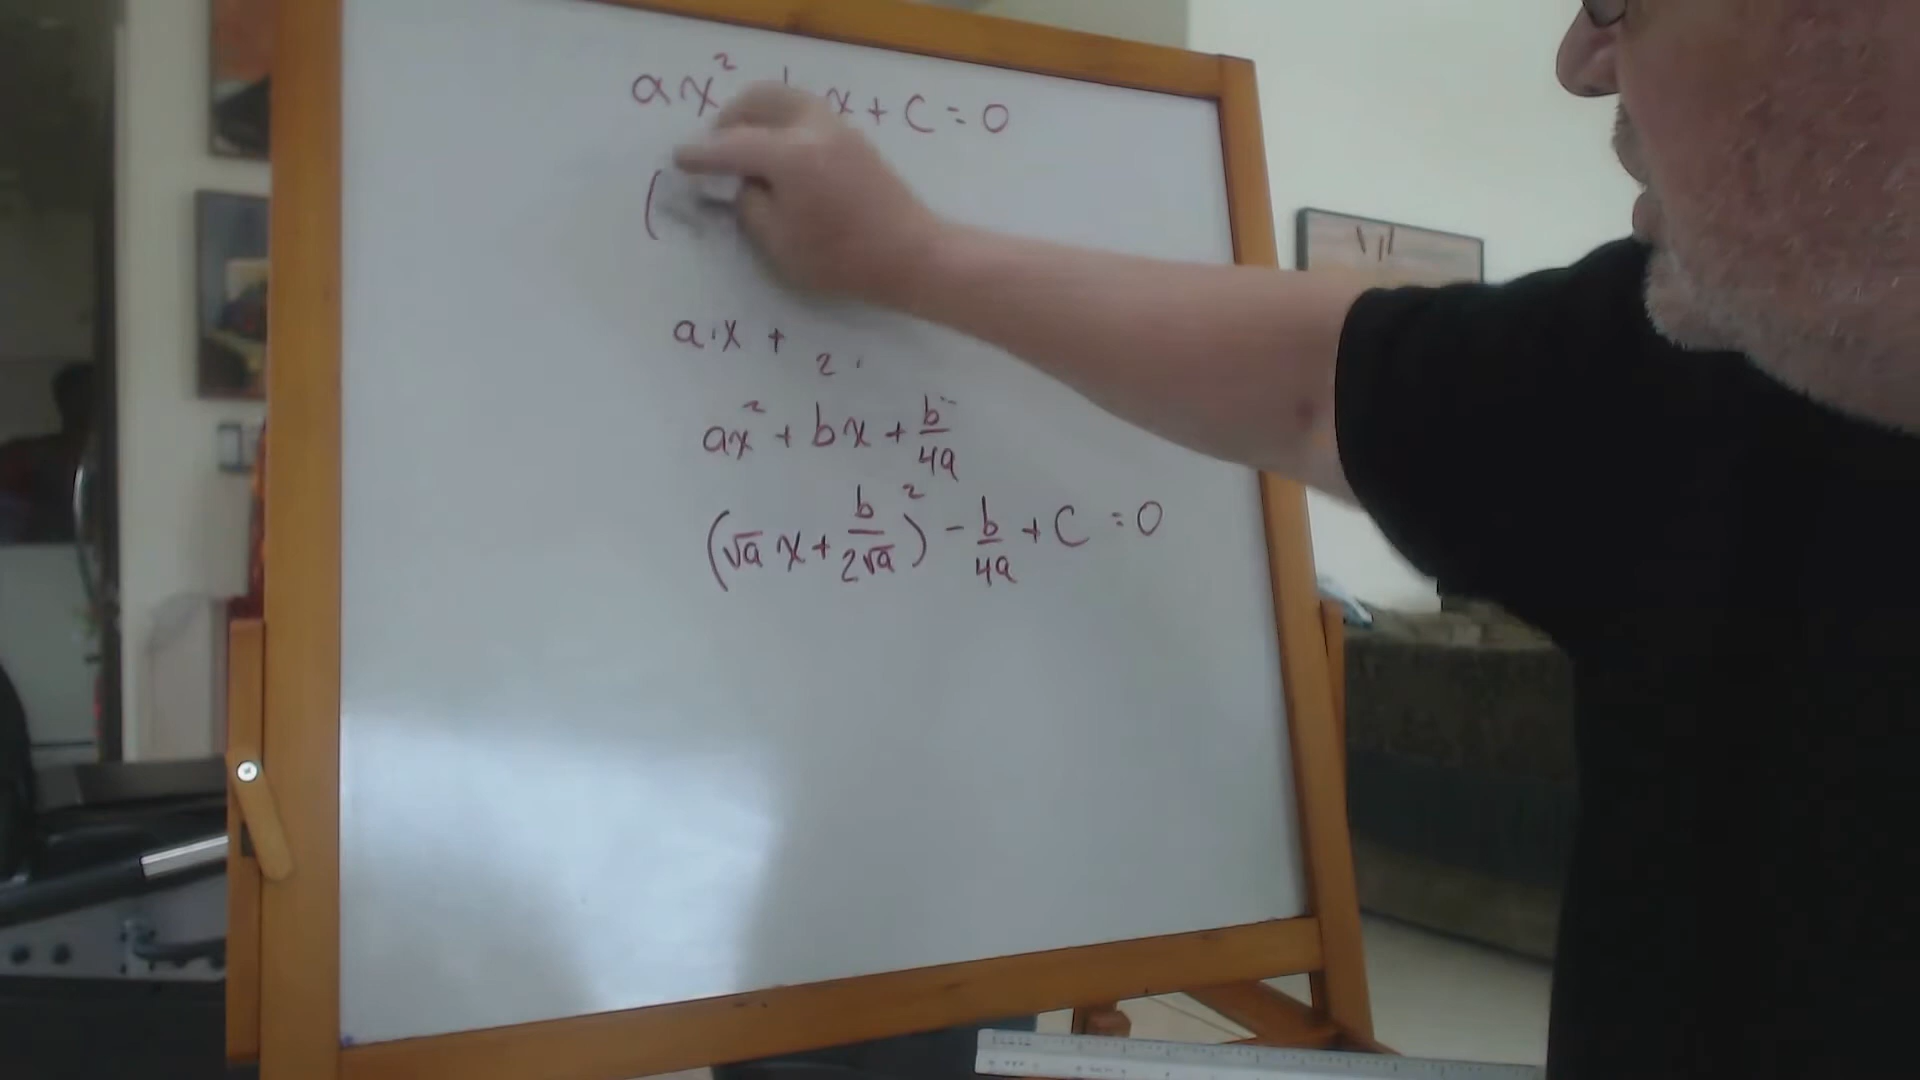 ax² b x + C = 0
(
a·x + 2 ·
ax² + bx + b²/4a
(√a x + b/2√a)² - b/4a + C = 0